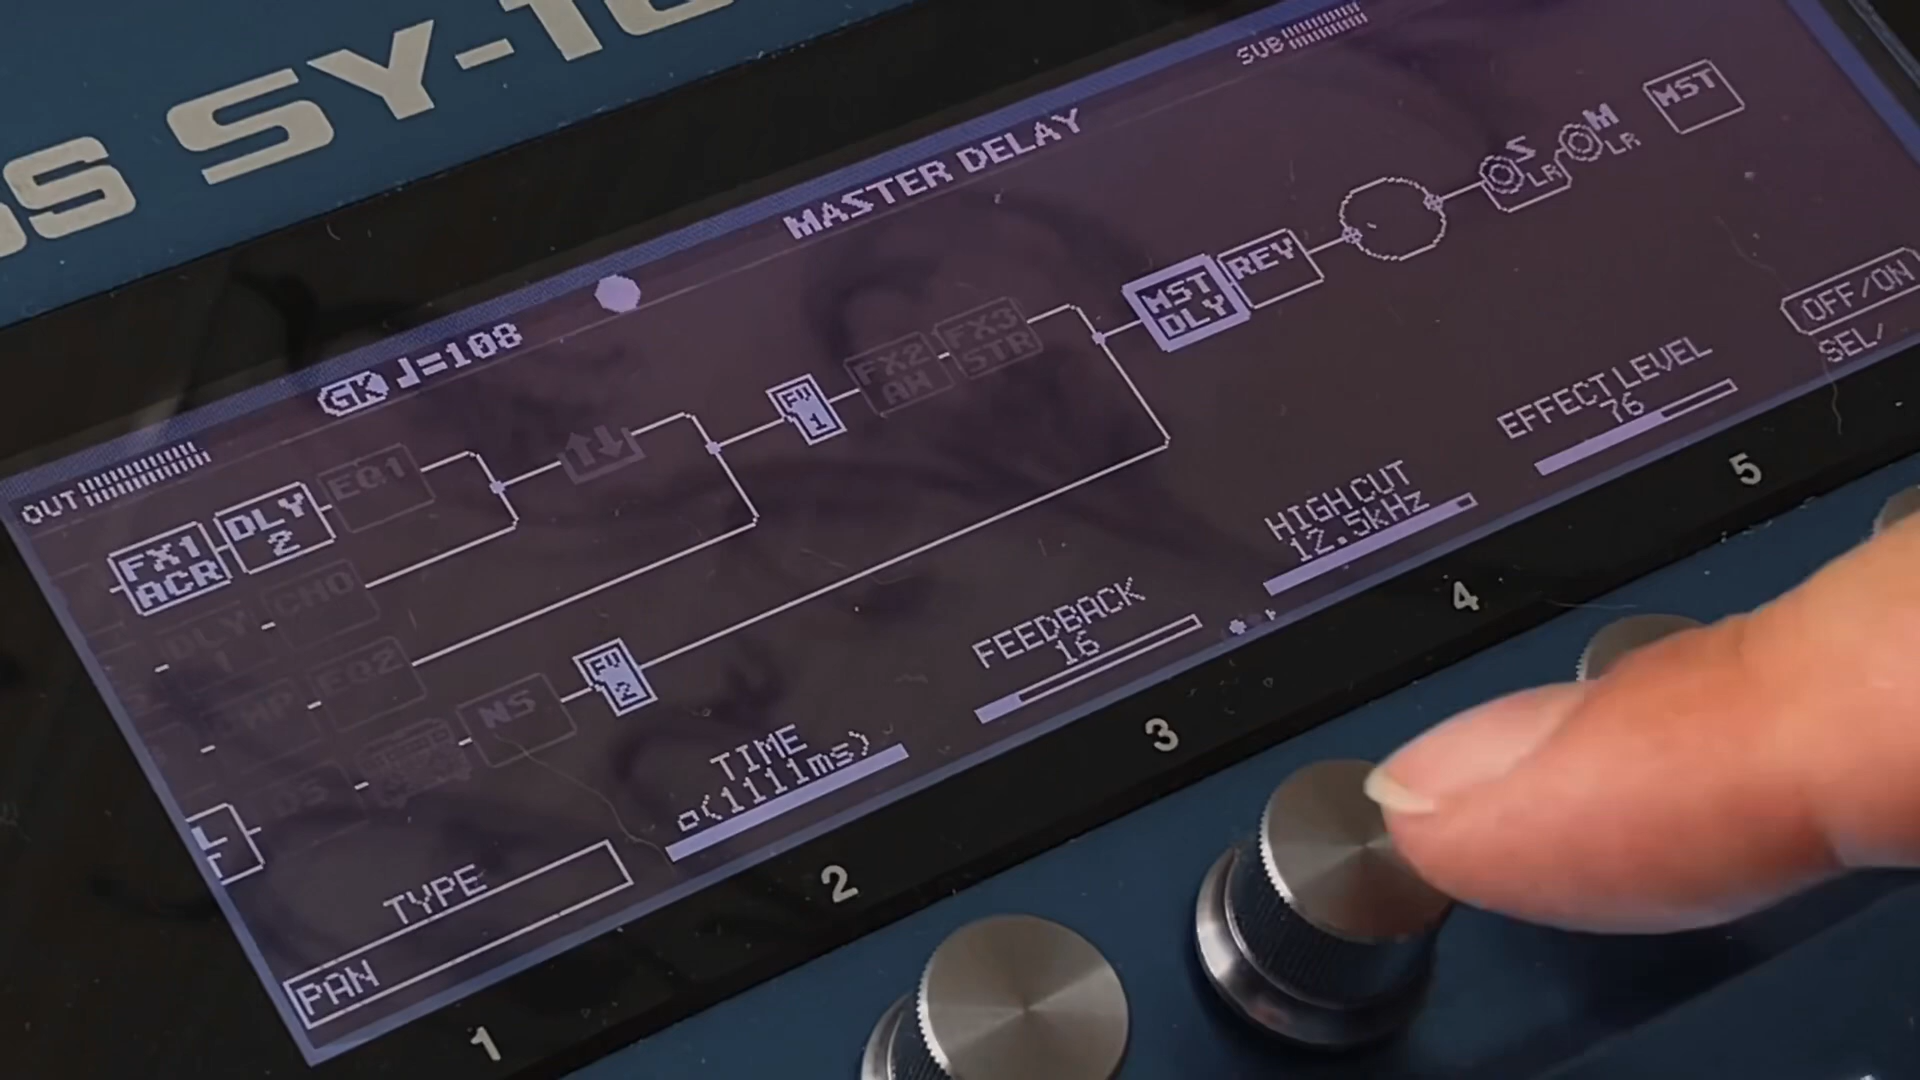 SY-10
SUB
MASTER DELAY
GK ♩=108
OUT
MST
S
LR
M
LR
REV
MST
DLY
FX3
STR
FX2
FV
1
EQ1
DLY
2
FX1
ACR
CHO
DLY
1
EQ2
NS
FV
2
OFF/ON
SEL/
EFFECT LEVEL
76
HIGH CUT
12.5kHz
FEEDBACK
16
TIME
(1111ms)
TYPE
PAN
1
2
3
4
5